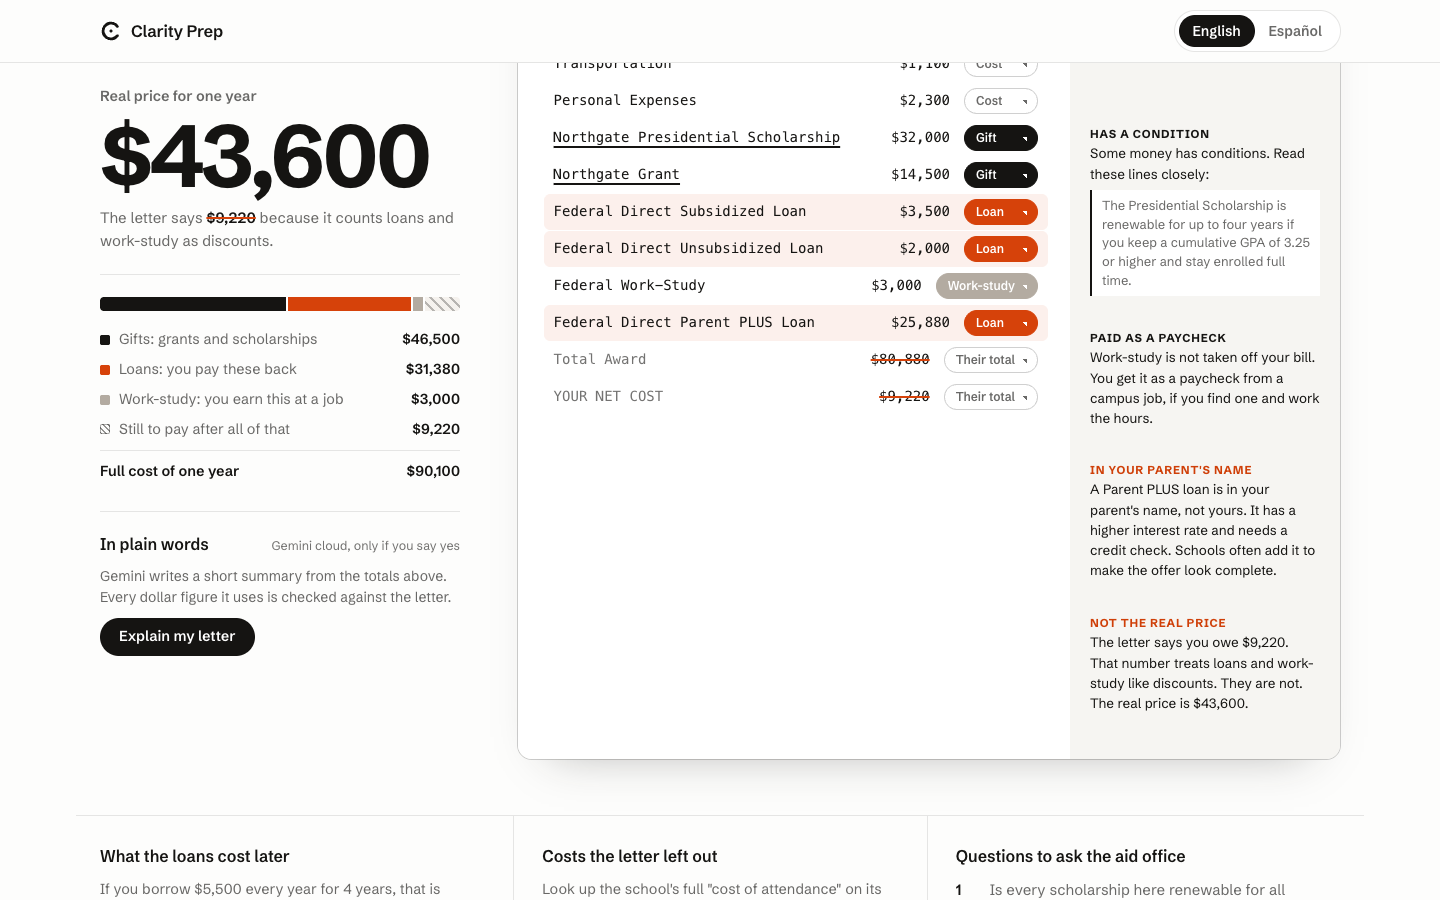 Clarity Prep
English
Español
Real price for one year
$43,600
The letter says $9,220 because it counts loans and
work-study as discounts.
Gifts: grants and scholarships $46,500
Loans: you pay these back $31,380
Work-study: you earn this at a job $3,000
Still to pay after all of that $9,220
Full cost of one year $90,100
In plain words Gemini cloud, only if you say yes
Gemini writes a short summary from the totals above.
Every dollar figure it uses is checked against the letter.
Explain my letter
Transportation $1,100 Cost
Personal Expenses $2,300 Cost
Northgate Presidential Scholarship $32,000 Gift
Northgate Grant $14,500 Gift
Federal Direct Subsidized Loan $3,500 Loan
Federal Direct Unsubsidized Loan $2,000 Loan
Federal Work-Study $3,000 Work-study
Federal Direct Parent PLUS Loan $25,880 Loan
Total Award $80,880 Their total
YOUR NET COST $9,220 Their total
HAS A CONDITION
Some money has conditions. Read
these lines closely:
The Presidential Scholarship is
renewable for up to four years if
you keep a cumulative GPA of 3.25
or higher and stay enrolled full
time.
PAID AS A PAYCHECK
Work-study is not taken off your bill.
You get it as a paycheck from a
campus job, if you find one and work
the hours.
IN YOUR PARENT'S NAME
A Parent PLUS loan is in your
parent's name, not yours. It has a
higher interest rate and needs a
credit check. Schools often add it to
make the offer look complete.
NOT THE REAL PRICE
The letter says you owe $9,220.
That number treats loans and work-
study like discounts. They are not.
The real price is $43,600.
What the loans cost later
If you borrow $5,500 every year for 4 years, that is
Costs the letter left out
Look up the school's full "cost of attendance" on its
Questions to ask the aid office
1 Is every scholarship here renewable for all